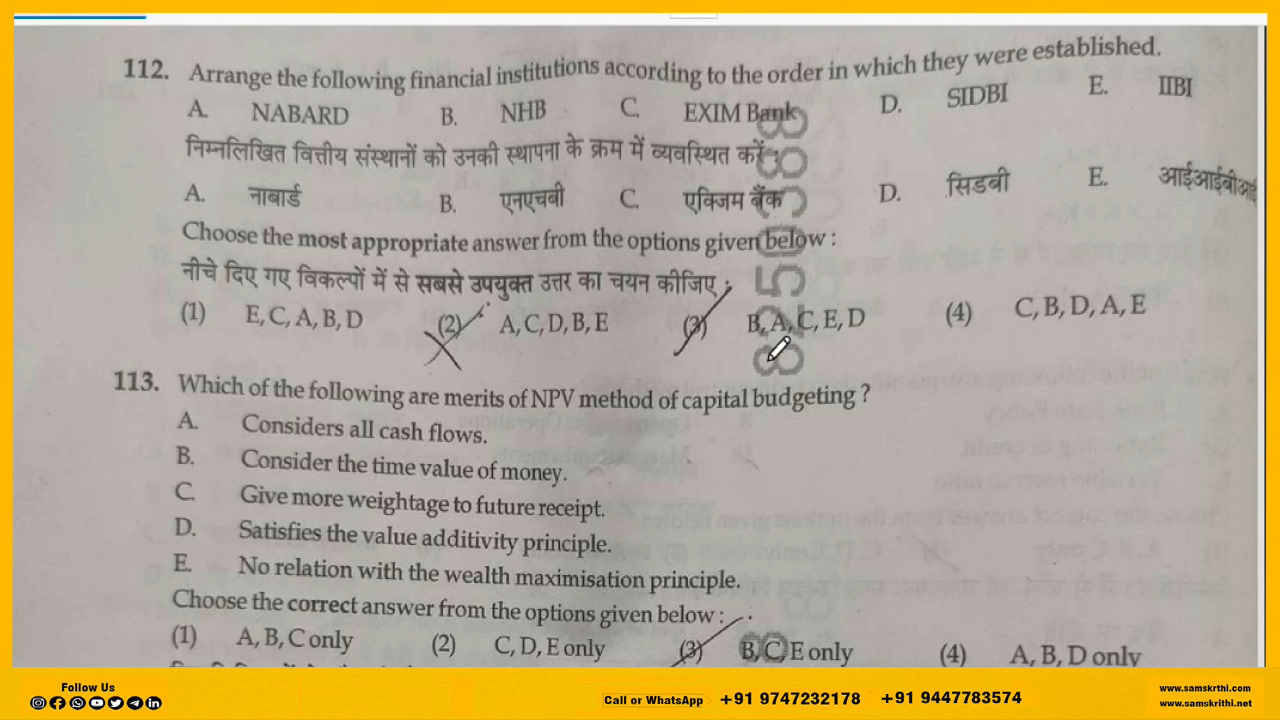 112. Arrange the following financial institutions according to the order in which they were established.
A. NABARD B. NHB C. EXIM Bank D. SIDBI E. IIBI
निम्नलिखित वित्तीय संस्थानों को उनकी स्थापना के क्रम में व्यवस्थित करें :
A. नाबार्ड B. एनएचबी C. एक्जिम बैंक D. सिडबी E. आईआईबीआई
Choose the most appropriate answer from the options given below :
नीचे दिए गए विकल्पों में से सबसे उपयुक्त उत्तर का चयन कीजिए :
(1) E, C, A, B, D (2) A, C, D, B, E (3) B, A, C, E, D (4) C, B, D, A, E
113. Which of the following are merits of NPV method of capital budgeting ?
A. Considers all cash flows.
B. Consider the time value of money.
C. Give more weightage to future receipt.
D. Satisfies the value additivity principle.
E. No relation with the wealth maximisation principle.
Choose the correct answer from the options given below :
(1) A, B, C only (2) C, D, E only (3) B, C, E only (4) A, B, D only
Follow Us
Call or WhatsApp +91 9747232178 +91 9447783574
www.samskrthi.com
www.samskrthi.net